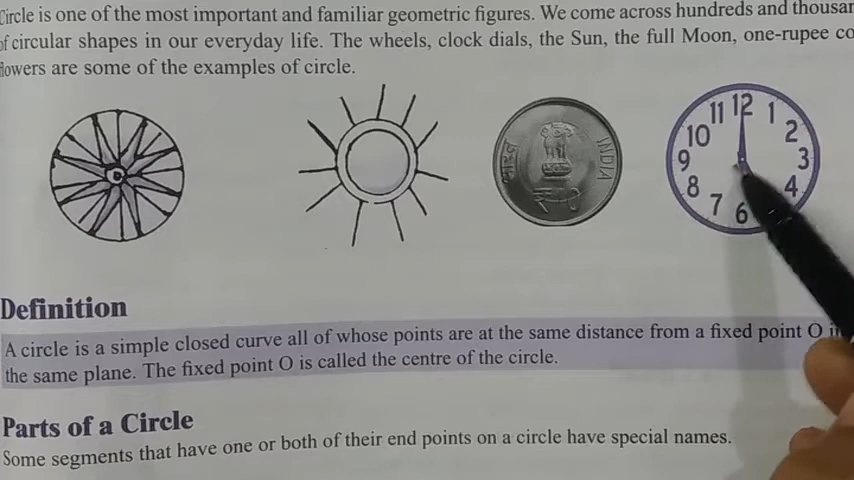 Circle is one of the most important and familiar geometric figures. We come across hundreds and
of circular shapes in our everyday life. The wheels, clock dials, the Sun, the full Moon, one-rupee
flowers are some of the examples of circle.
भारत INDIA
11 12 1
10 2
9 3
8 4
7 6
Definition
A circle is a simple closed curve all of whose points are at the same distance from a fixed point O
the same plane. The fixed point O is called the centre of the circle.
Parts of a Circle
Some segments that have one or both of their end points on a circle have special names.